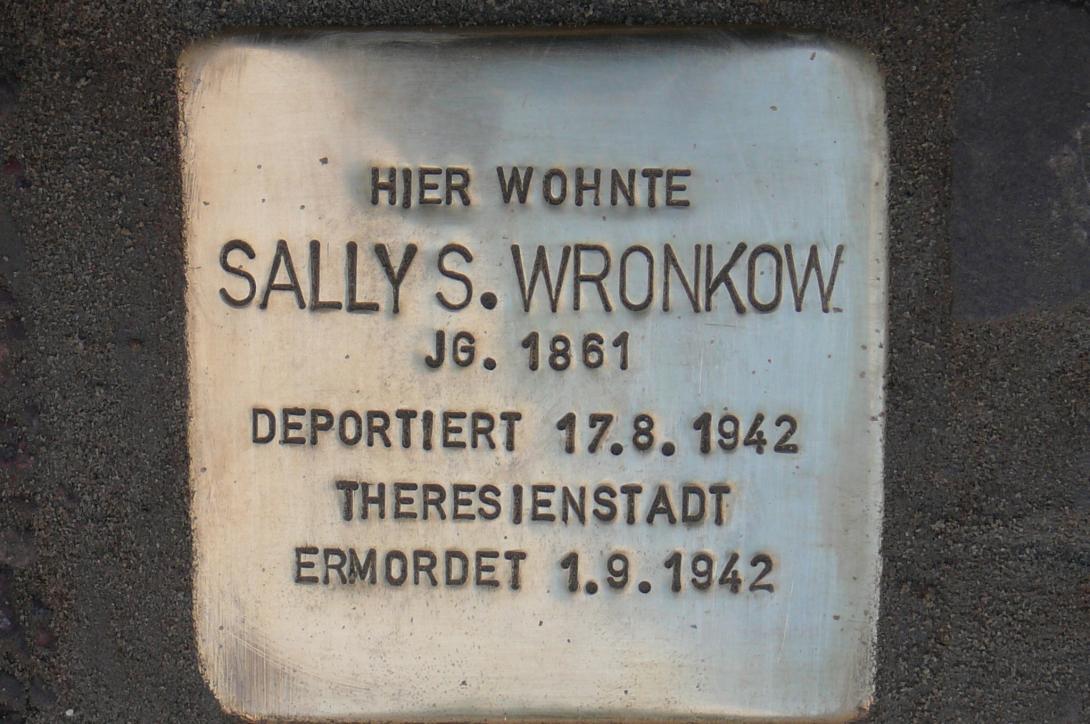 HIER WOHNTE
SALLY S. WRONKOW
JG. 1861
DEPORTIERT 17.8.1942
THERESIENSTADT
ERMORDET 1.9.1942